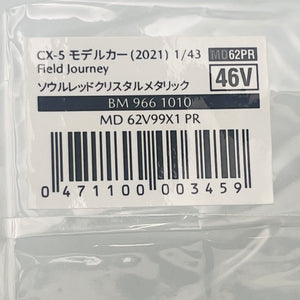 CX-5 モデルカー (2021) 1/43
MD62PR
Field Journey
46V
ソウルレッドクリスタルメタリック
BM 966 1010
MD 62V99X1 PR
0 471100 003459